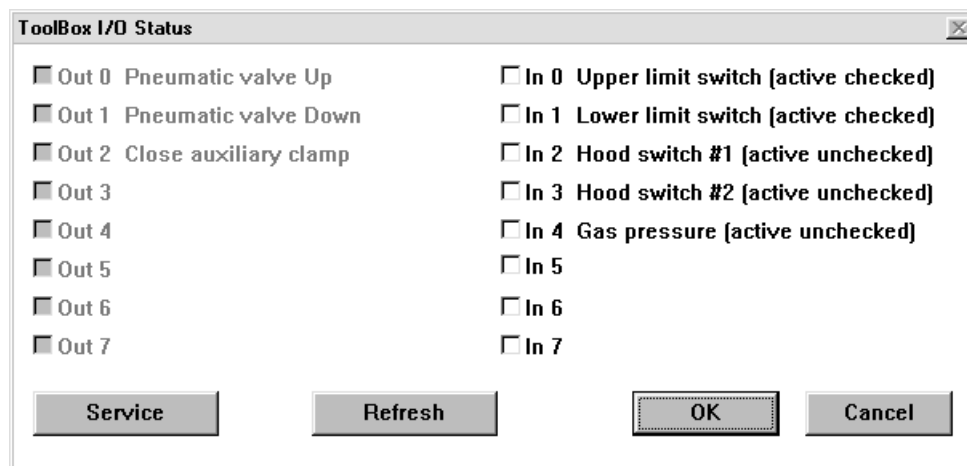 ToolBox I/O Status
Out 0 Pneumatic valve Up
Out 1 Pneumatic valve Down
Out 2 Close auxiliary clamp
Out 3
Out 4
Out 5
Out 6
Out 7
In 0 Upper limit switch (active checked)
In 1 Lower limit switch (active checked)
In 2 Hood switch #1 (active unchecked)
In 3 Hood switch #2 (active unchecked)
In 4 Gas pressure (active unchecked)
In 5
In 6
In 7
Service Refresh OK Cancel